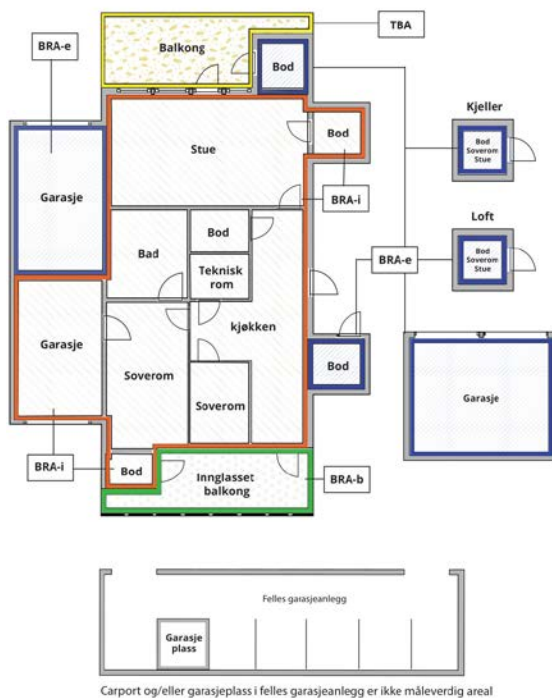 TBA
BRA-e
Balkong
Bod
Kjeller
Bod
Soverom
Stue
Stue
Bod
Garasje
BRA-i
Loft
Bod
Bad
Bod
Soverom
Stue
BRA-e
Teknisk
rom
Garasje
kjøkken
Bod
Soverom
Soverom
Garasje
BRA-i
Bod
Innglasset
balkong
BRA-b
Felles garasjeanlegg
Garasje
plass
Carport og/eller garasjeplass i felles garasjeanlegg er ikke måleverdig areal